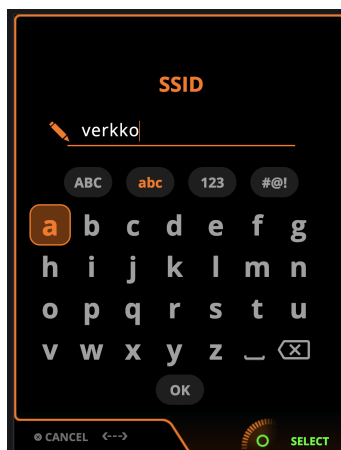 SSID
verkko
ABC abc 123 #@!
a b c d e f g
h i j k l m n
o p q r s t u
v w x y z
OK
CANCEL SELECT